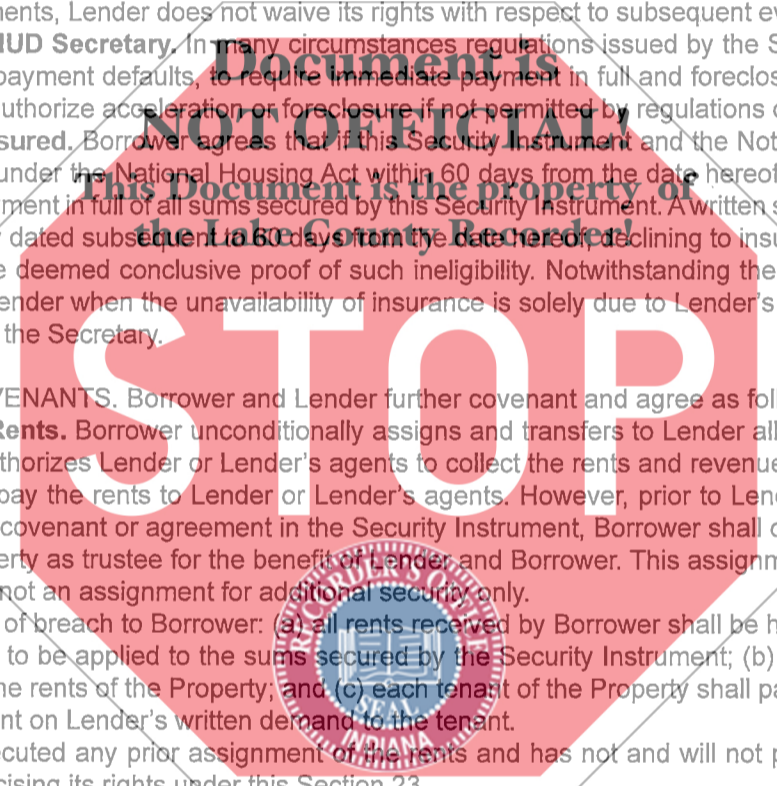 nents, Lender does not waive its rights with respect to subsequent ev
HUD Secretary. In many circumstances regulations issued by the S
payment defaults, to require immediate payment in full and foreclos
uthorize acceleration or foreclosure if not permitted by regulations o
sured. Borrower agrees that if this Security Instrument and the Not
under the National Housing Act within 60 days from the date hereof
ment in full of all sums secured by this Security Instrument. A written s
dated subsequent to 60 days from the date hereof, declining to insu
e deemed conclusive proof of such ineligibility. Notwithstanding the
ender when the unavailability of insurance is solely due to Lender's
the Secretary.
Document is
NOT OFFICIAL!
This Document is the property of
the Lake County Recorder!
STOP
VENANTS. Borrower and Lender further covenant and agree as foll
Rents. Borrower unconditionally assigns and transfers to Lender all
thorizes Lender or Lender's agents to collect the rents and revenue
pay the rents to Lender or Lender's agents. However, prior to Lend
covenant or agreement in the Security Instrument, Borrower shall c
erty as trustee for the benefit of Lender and Borrower. This assignm
not an assignment for additional security only.
of breach to Borrower: (a) all rents received by Borrower shall be h
to be applied to the sums secured by the Security Instrument; (b)
he rents of the Property; and (c) each tenant of the Property shall pa
nt on Lender's written demand to the tenant.
cuted any prior assignment of the rents and has not and will not p
cising its rights under this Section 23.
RECORDER'S OFFICE
SEAL
INDIANA